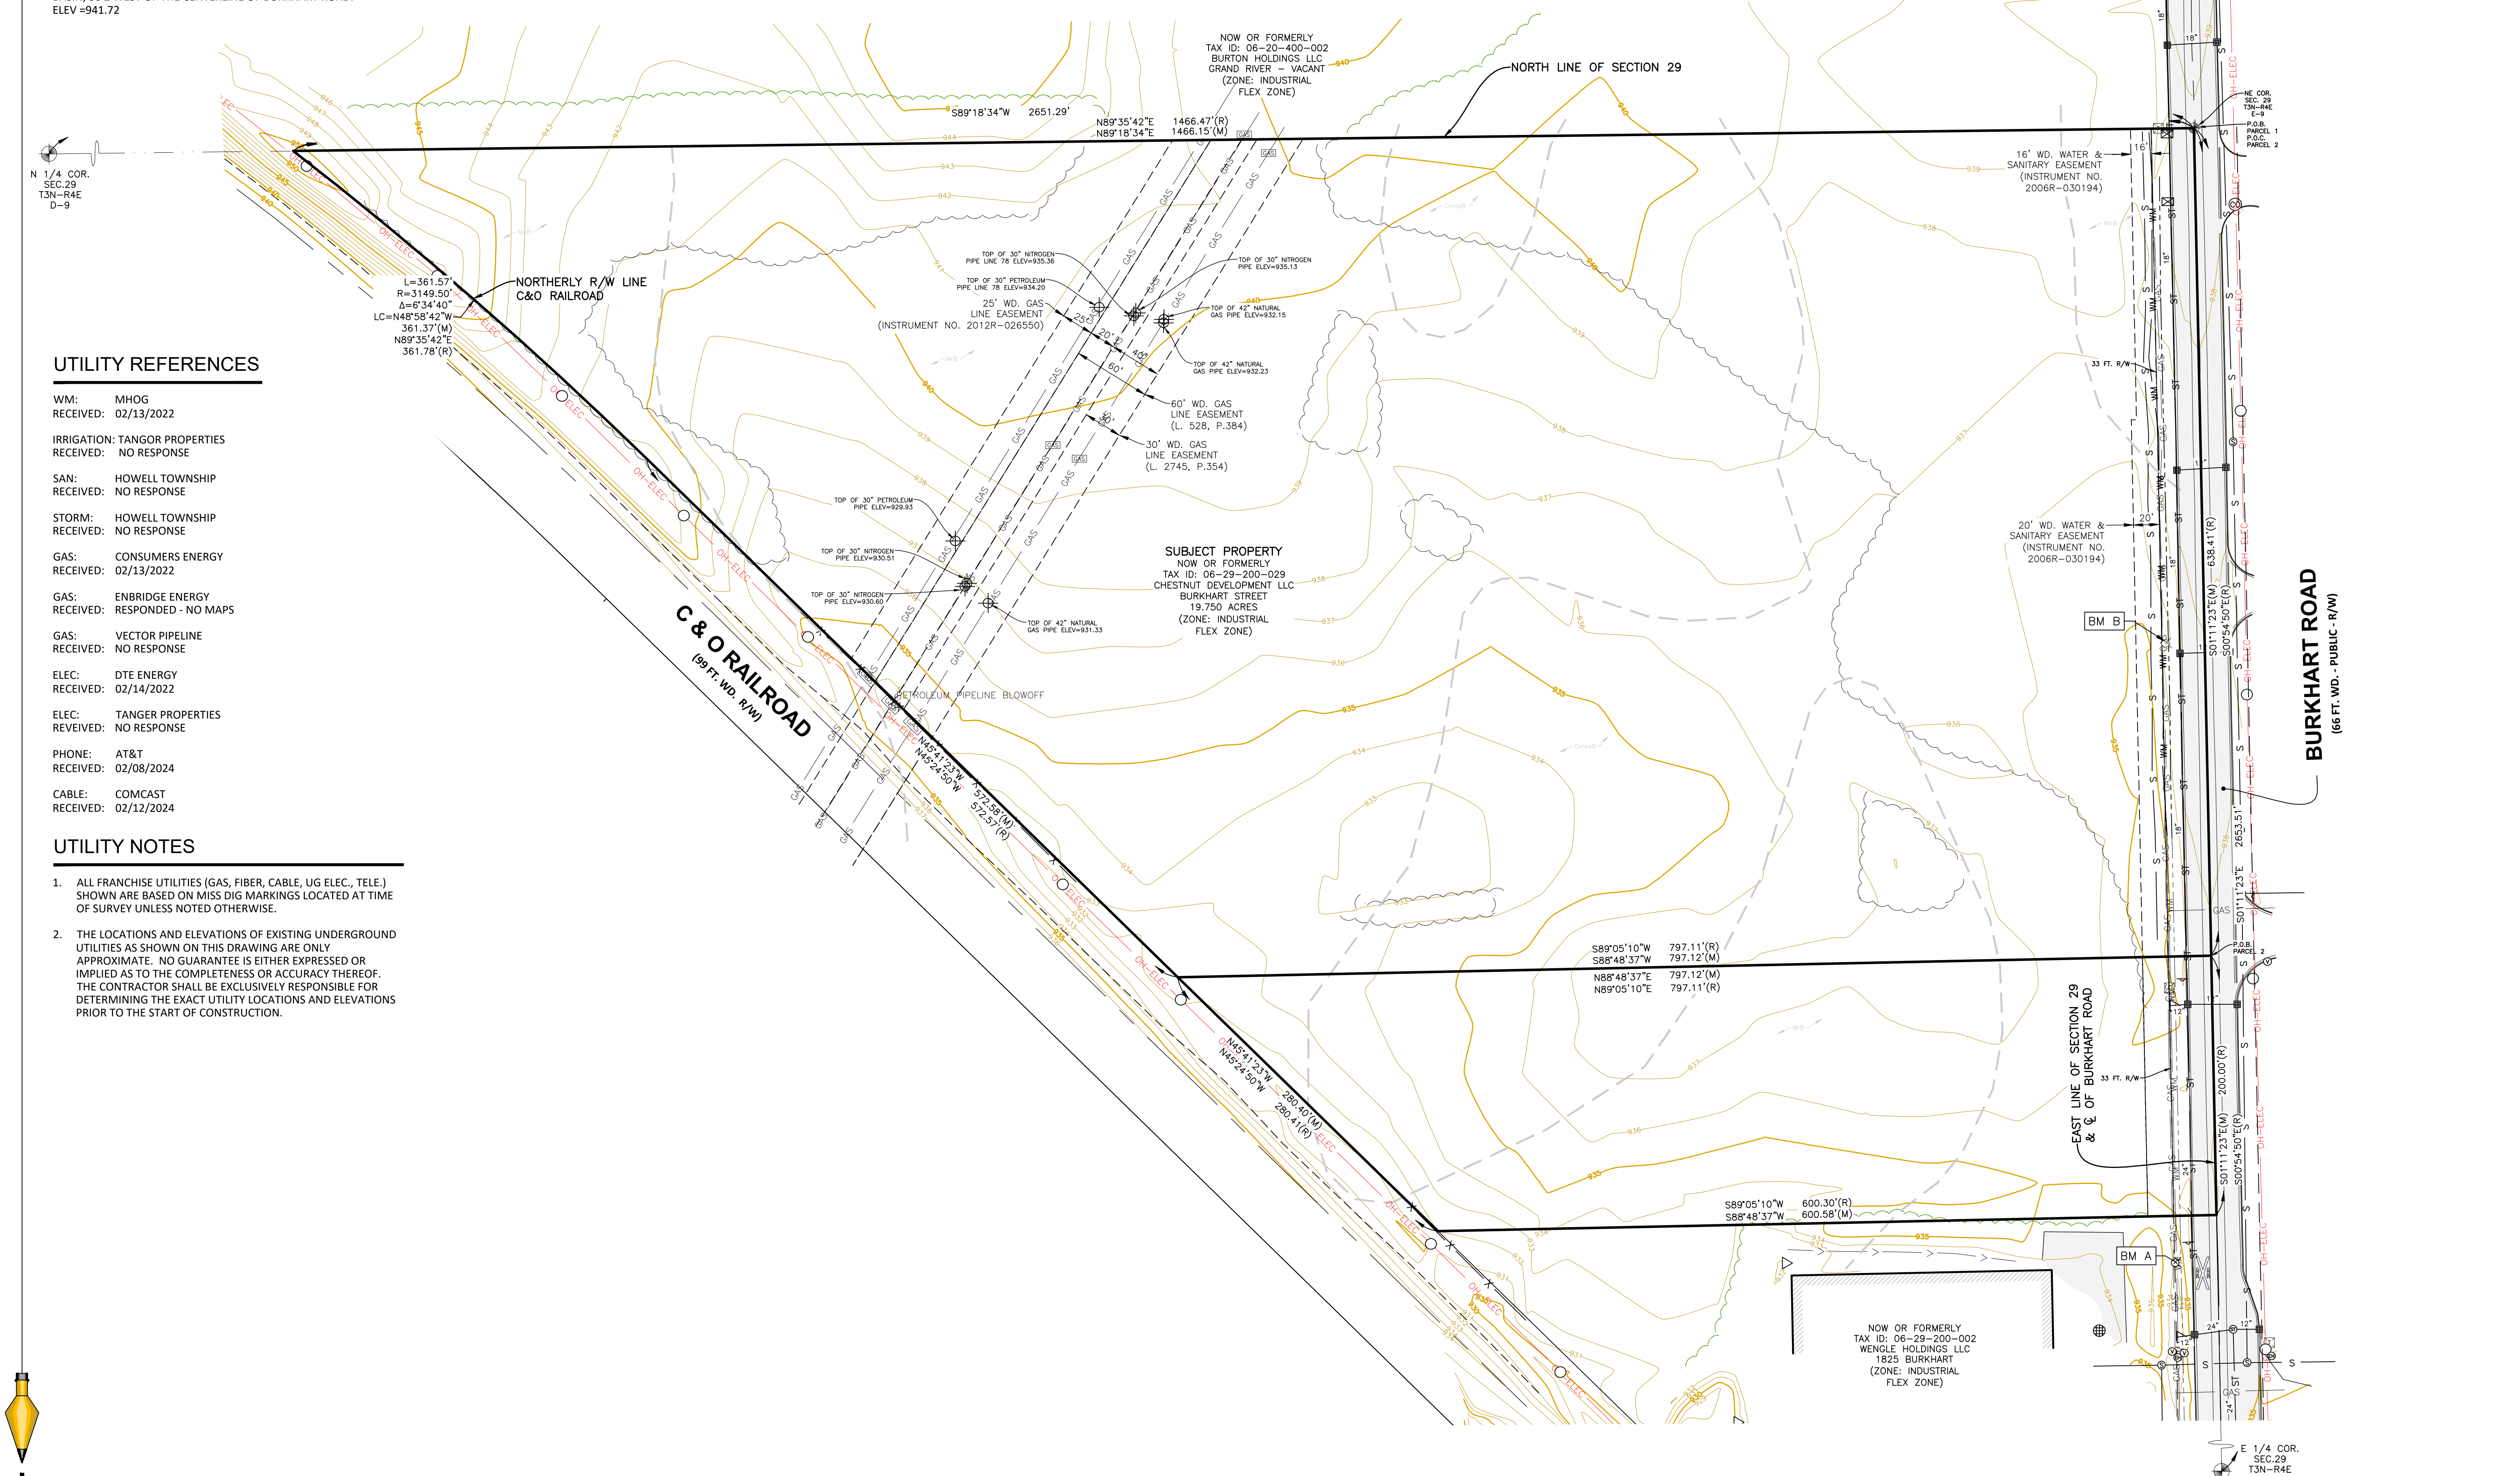 ELEV =941.72
N 1/4 COR.
SEC.29
T3N-R4E
D-9
S89°18'34"W 2651.29'
N89°35'42"E 1466.47'(R)
N89°18'34"E 1466.15'(M)
NOW OR FORMERLY
TAX ID: 06-20-400-002
BURTON HOLDINGS LLC
GRAND RIVER - VACANT
(ZONE: INDUSTRIAL
FLEX ZONE)
NORTH LINE OF SECTION 29
NE COR.
SEC. 29
T3N-R4E
E-9
P.O.B.
PARCEL 1
P.O.C.
PARCEL 2
16' WD. WATER &
SANITARY EASEMENT
(INSTRUMENT NO.
2006R-030194)
16'
L=361.57'
R=3149.50'
Δ=6°34'40"
LC=N48°58'42"W
361.37'(M)
N89°35'42"E
361.78'(R)
NORTHERLY R/W LINE
C&O RAILROAD
TOP OF 30" NITROGEN
PIPE LINE 78 ELEV=935.36
TOP OF 30" PETROLEUM
PIPE LINE 78 ELEV=934.20
25' WD. GAS
LINE EASEMENT
(INSTRUMENT NO. 2012R-026550)
TOP OF 30" NITROGEN
PIPE ELEV=935.13
TOP OF 42" NATURAL
GAS PIPE ELEV=932.15
TOP OF 42" NATURAL
GAS PIPE ELEV=932.23
25'
20'
40'
60'
30'
60' WD. GAS
LINE EASEMENT
(L. 528, P.384)
30' WD. GAS
LINE EASEMENT
(L. 2745, P.354)
TOP OF 30" PETROLEUM
PIPE ELEV=929.93
TOP OF 30" NITROGEN
PIPE ELEV=930.51
TOP OF 30" NITROGEN
PIPE ELEV=930.60
TOP OF 42" NATURAL
GAS PIPE ELEV=931.33
PETROLEUM PIPELINE BLOWOFF
UTILITY REFERENCES
WM: MHOG
RECEIVED: 02/13/2022
IRRIGATION: TANGOR PROPERTIES
RECEIVED: NO RESPONSE
SAN: HOWELL TOWNSHIP
RECEIVED: NO RESPONSE
STORM: HOWELL TOWNSHIP
RECEIVED: NO RESPONSE
GAS: CONSUMERS ENERGY
RECEIVED: 02/13/2022
GAS: ENBRIDGE ENERGY
RECEIVED: RESPONDED - NO MAPS
GAS: VECTOR PIPELINE
RECEIVED: NO RESPONSE
ELEC: DTE ENERGY
RECEIVED: 02/14/2022
ELEC: TANGER PROPERTIES
REVEIVED: NO RESPONSE
PHONE: AT&T
RECEIVED: 02/08/2024
CABLE: COMCAST
RECEIVED: 02/12/2024
UTILITY NOTES
1. ALL FRANCHISE UTILITIES (GAS, FIBER, CABLE, UG ELEC., TELE.)
SHOWN ARE BASED ON MISS DIG MARKINGS LOCATED AT TIME
OF SURVEY UNLESS NOTED OTHERWISE.
2. THE LOCATIONS AND ELEVATIONS OF EXISTING UNDERGROUND
UTILITIES AS SHOWN ON THIS DRAWING ARE ONLY
APPROXIMATE. NO GUARANTEE IS EITHER EXPRESSED OR
IMPLIED AS TO THE COMPLETENESS OR ACCURACY THEREOF.
THE CONTRACTOR SHALL BE EXCLUSIVELY RESPONSIBLE FOR
DETERMINING THE EXACT UTILITY LOCATIONS AND ELEVATIONS
PRIOR TO THE START OF CONSTRUCTION.
C & O RAILROAD
(99 FT. WD. R/W)
SUBJECT PROPERTY
NOW OR FORMERLY
TAX ID: 06-29-200-029
CHESTNUT DEVELOPMENT LLC
BURKHART STREET
19.750 ACRES
(ZONE: INDUSTRIAL
FLEX ZONE)
33 FT. R/W
20' WD. WATER &
SANITARY EASEMENT
(INSTRUMENT NO.
2006R-030194)
20'
BM B
BURKHART ROAD
(66 FT. WD. - PUBLIC - R/W)
S01°11'23"E(M) 638.41'(R)
S00°54'50"E(R)
S01°11'23"E 2653.51'
N45°41'23"W 572.58'(M)
N45°24'50"W 572.57'(R)
S89°05'10"W 797.11'(R)
S88°48'37"W 797.12'(M)
N88°48'37"E 797.12'(M)
N89°05'10"E 797.11'(R)
P.O.B.
PARCEL 2
N45°41'23"W 280.40'(M)
N45°24'50"W 280.41(R)
EAST LINE OF SECTION 29
& ℄ OF BURKHART ROAD
33 FT. R/W
S01°11'23"E(M) 200.00'(R)
S00°54'50"E(R)
S89°05'10"W 600.30'(R)
S88°48'37"W 600.58'(M)
BM A
NOW OR FORMERLY
TAX ID: 06-29-200-002
WENGLE HOLDINGS LLC
1825 BURKHART
(ZONE: INDUSTRIAL
FLEX ZONE)
E 1/4 COR.
SEC.29
T3N-R4E